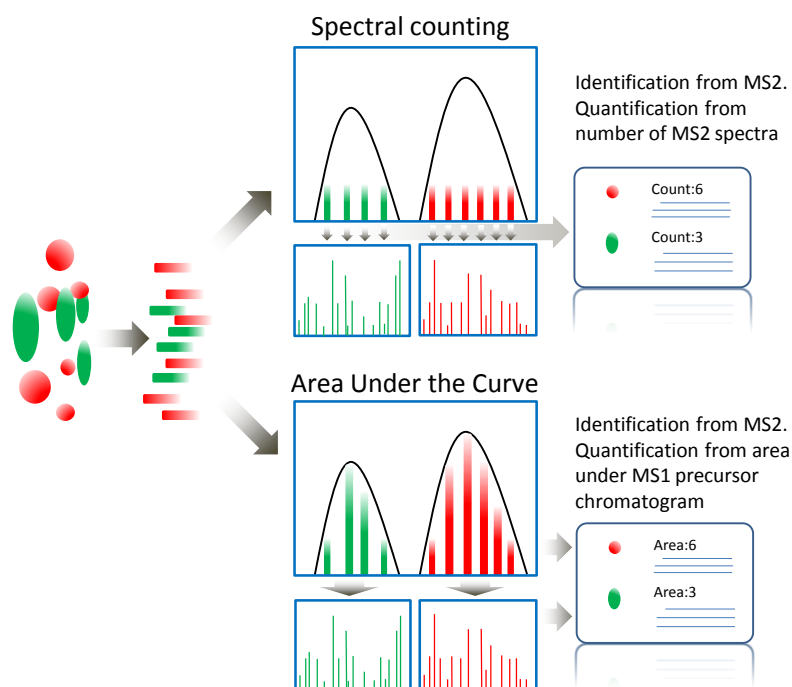 Spectral counting
Identification from MS2.
Quantification from
number of MS2 spectra
Count:6
Count:3
Area Under the Curve
Identification from MS2.
Quantification from area
under MS1 precursor
chromatogram
Area:6
Area:3